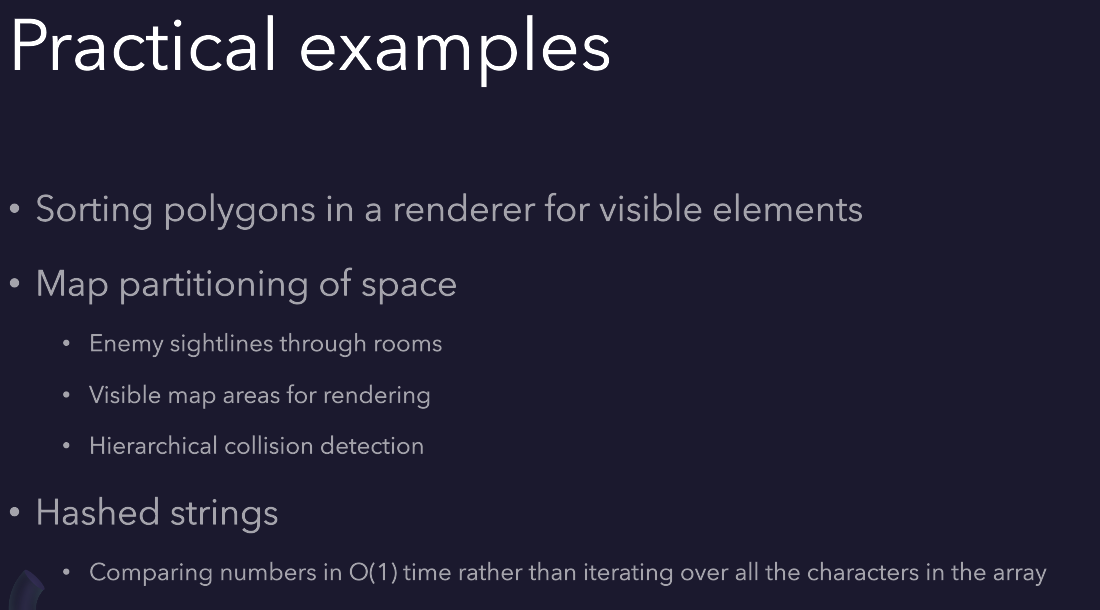 Practical examples
• Sorting polygons in a renderer for visible elements
• Map partitioning of space
• Enemy sightlines through rooms
• Visible map areas for rendering
• Hierarchical collision detection
• Hashed strings
• Comparing numbers in O(1) time rather than iterating over all the characters in the array